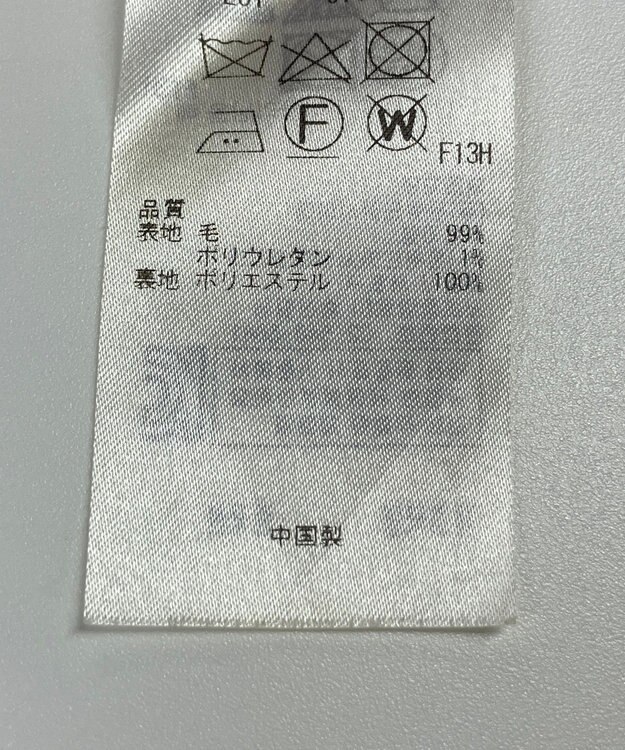 F
W
F13H
品質
表地 毛 99%
ポリウレタン 1%
裏地 ポリエステル 100%
中国製